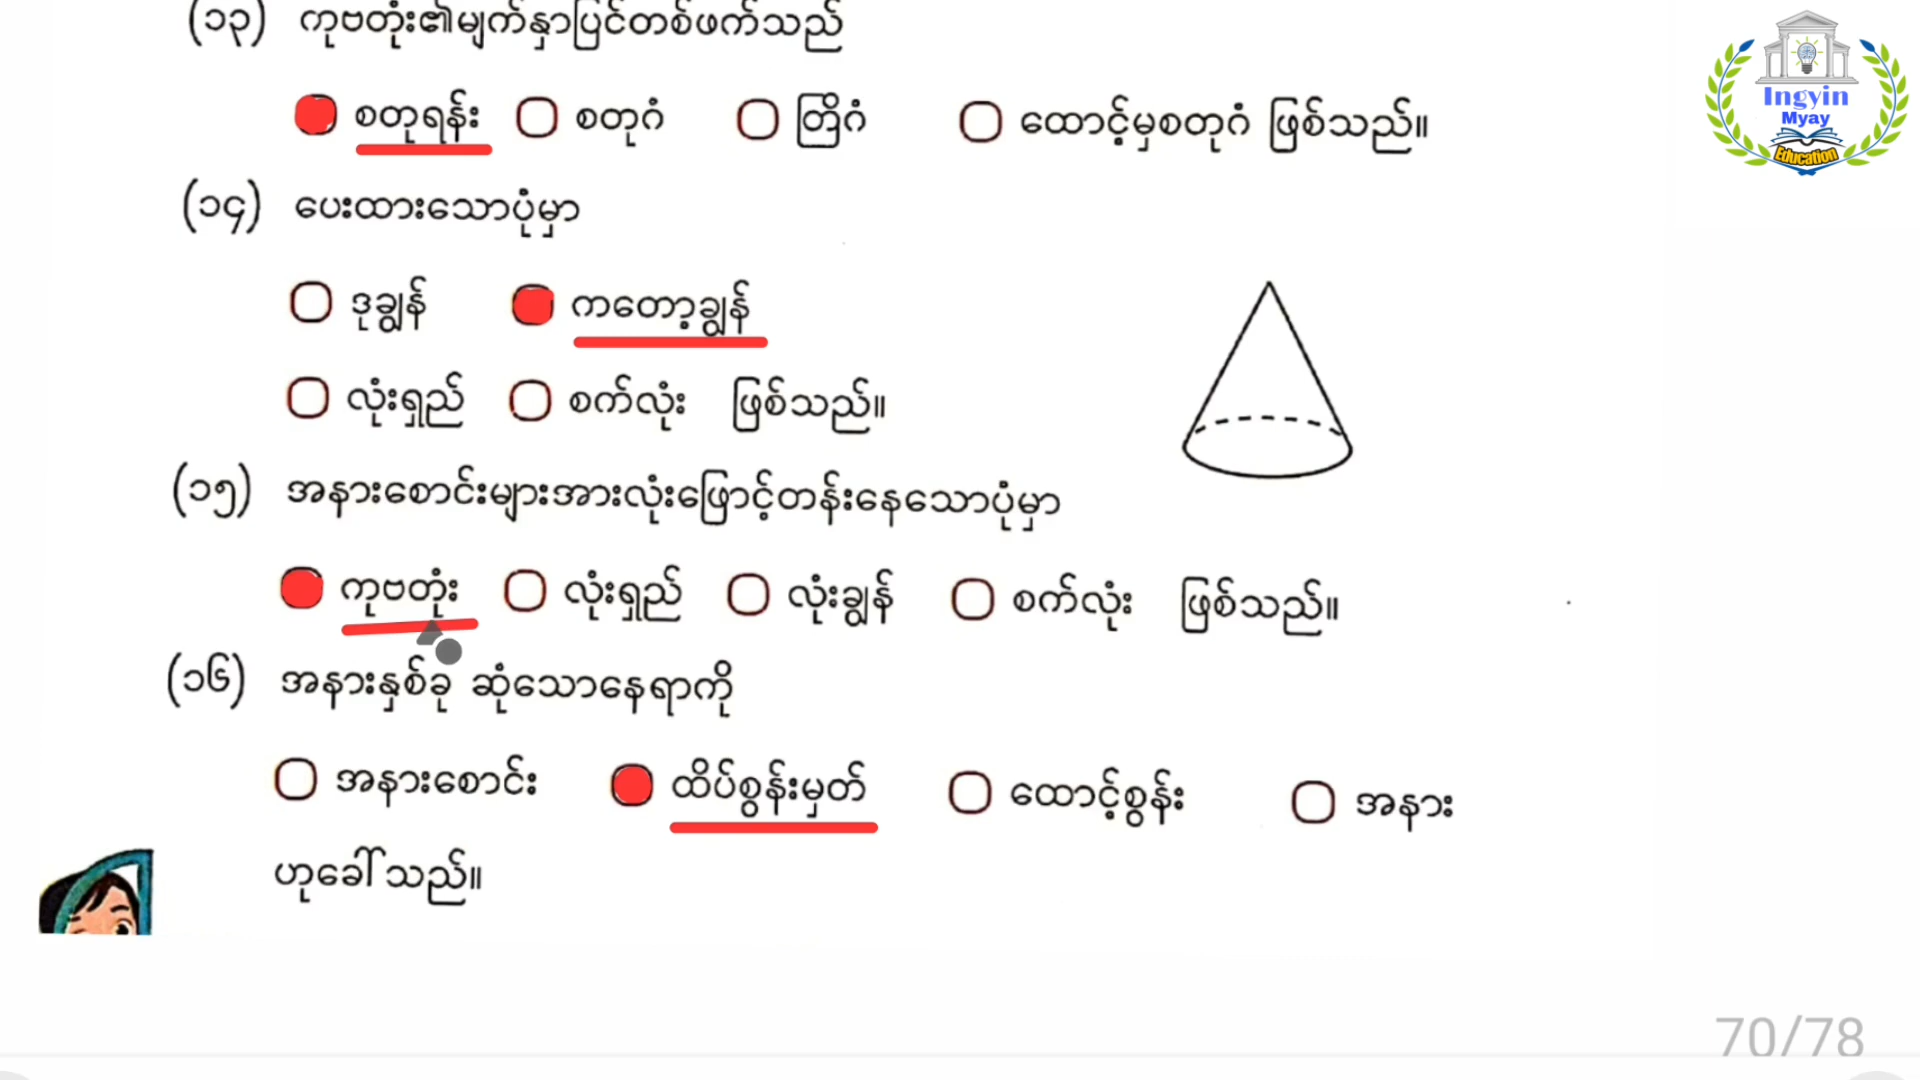 (၁၃) ကုဗတုံး၏မျက်နှာပြင်တစ်ဖက်သည်
စတုရန်း စတုဂံ တြိဂံ ထောင့်မှစတုဂံ ဖြစ်သည်။
(၁၄) ပေးထားသောပုံမှာ
ဒုချွန် ကတော့ချွန်
လုံးရှည် စက်လုံး ဖြစ်သည်။
(၁၅) အနားစောင်းများအားလုံးဖြောင့်တန်းနေသောပုံမှာ
ကုဗတုံး လုံးရှည် လုံးချွန် စက်လုံး ဖြစ်သည်။
(၁၆) အနားနှစ်ခု ဆုံသောနေရာကို
အနားစောင်း ထိပ်စွန်းမှတ် ထောင့်စွန်း အနား
ဟုခေါ်သည်။
Ingyin
Myay
Education
70/78